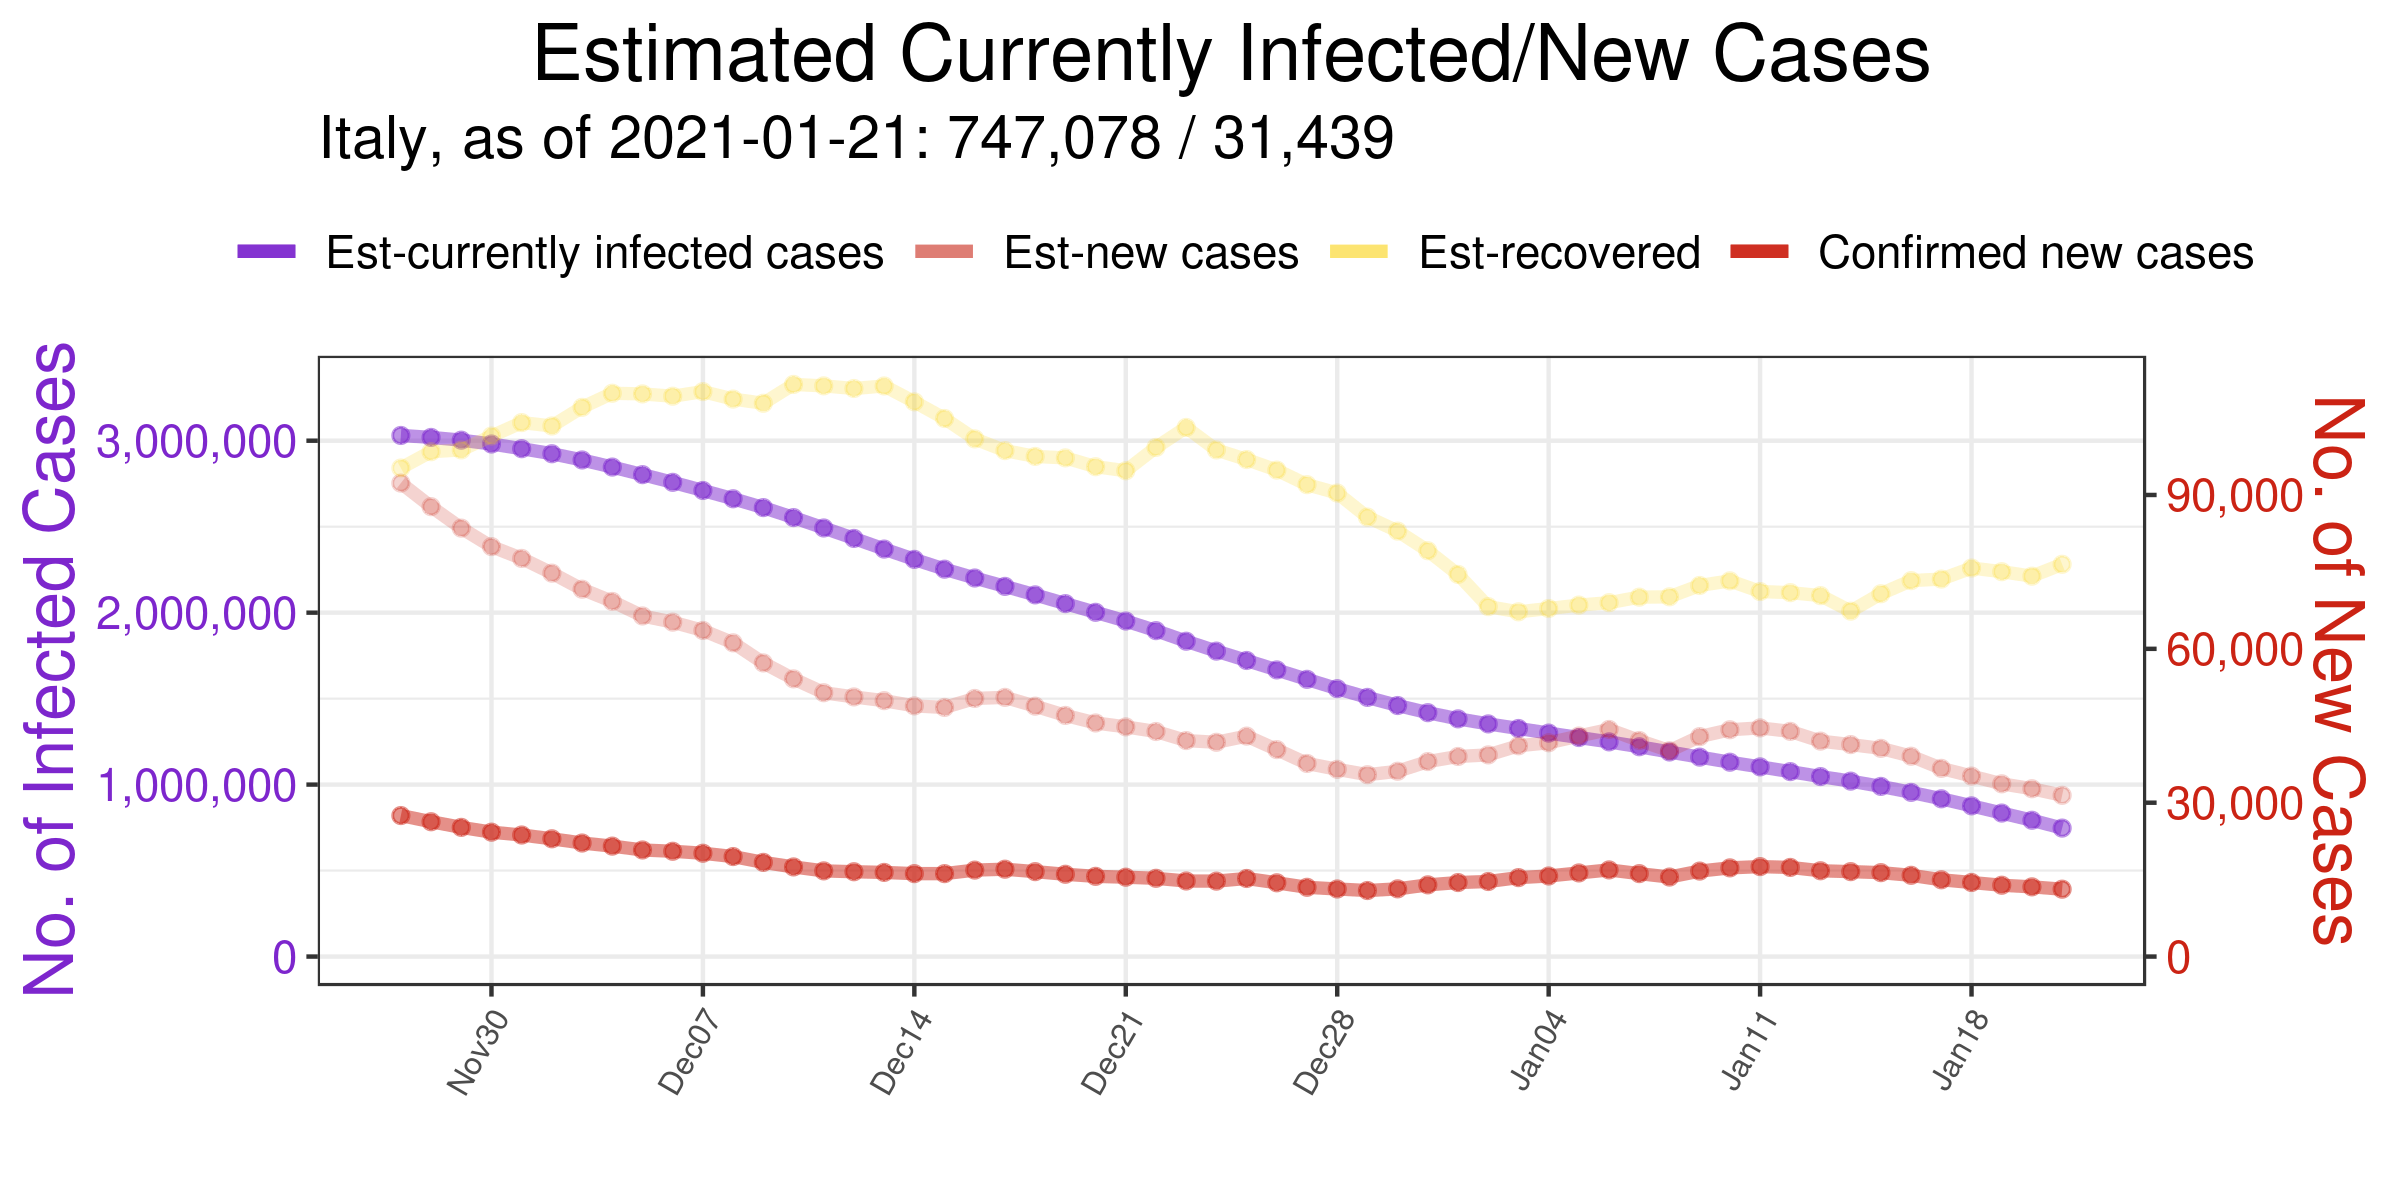 Estimated Currently Infected/New Cases
Italy, as of 2021-01-21: 747,078 / 31,439
Est-currently infected cases Est-new cases Est-recovered Confirmed new cases
No. of Infected Cases
3,000,000
2,000,000
1,000,000
0
90,000
60,000
30,000
0
No. of New Cases
Nov30 Dec07 Dec14 Dec21 Dec28 Jan04 Jan11 Jan18